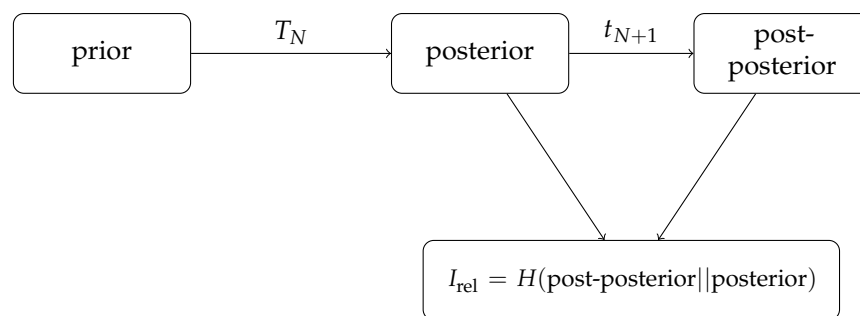 prior
T_N
posterior
t_{N+1}
post-
posterior
I_rel = H(post-posterior||posterior)